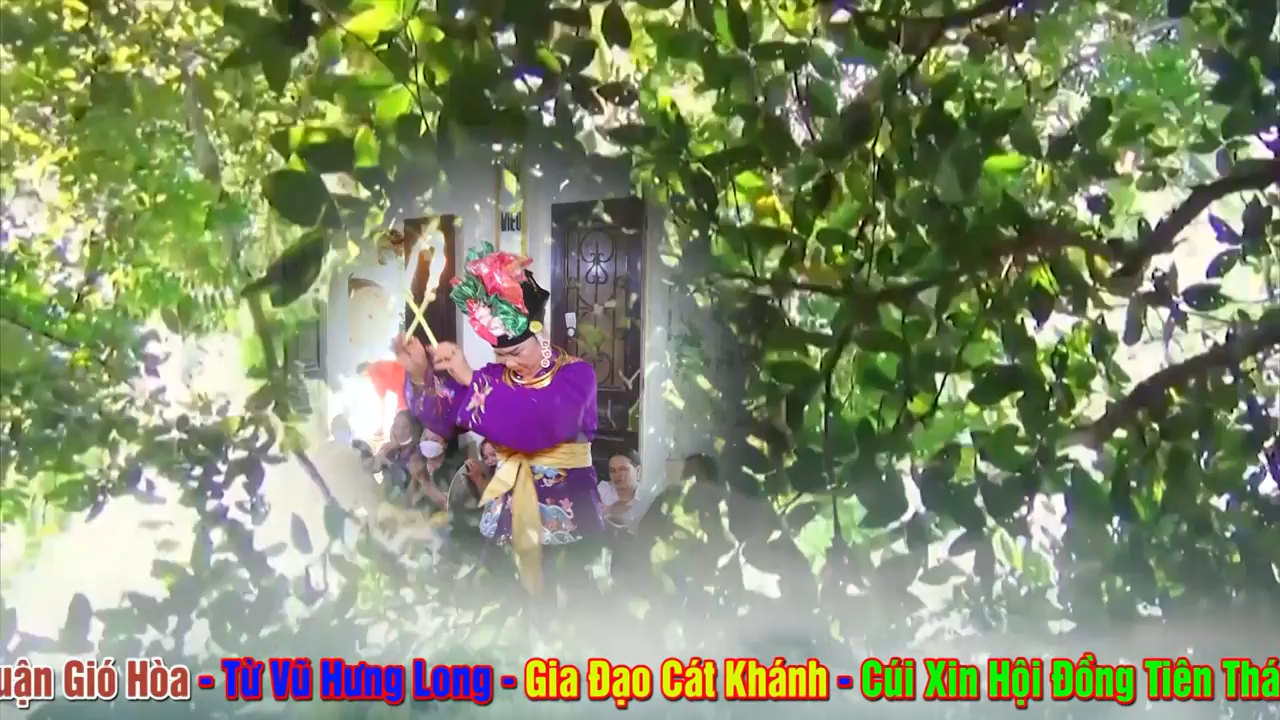 uận Gió Hòa - Từ Vũ Hưng Long - Gia Đạo Cát Khánh - Cúi Xin Hội Đồng Tiên Thá